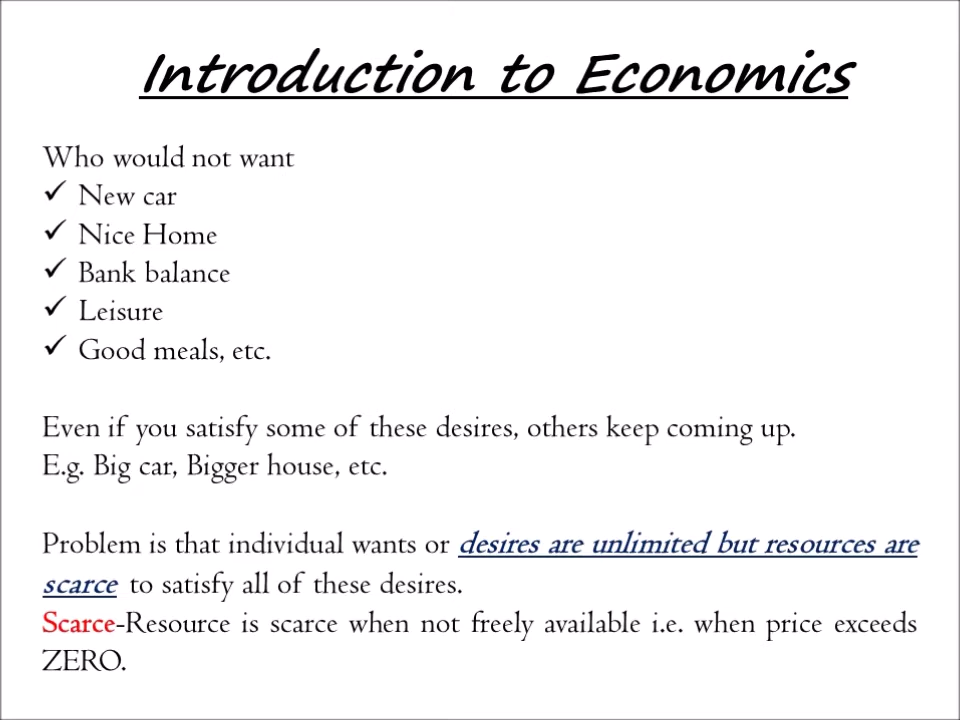 Introduction to Economics
Who would not want
✓ New car
✓ Nice Home
✓ Bank balance
✓ Leisure
✓ Good meals, etc.
Even if you satisfy some of these desires, others keep coming up.
E.g. Big car, Bigger house, etc.
Problem is that individual wants or desires are unlimited but resources are
scarce to satisfy all of these desires.
Scarce-Resource is scarce when not freely available i.e. when price exceeds
ZERO.